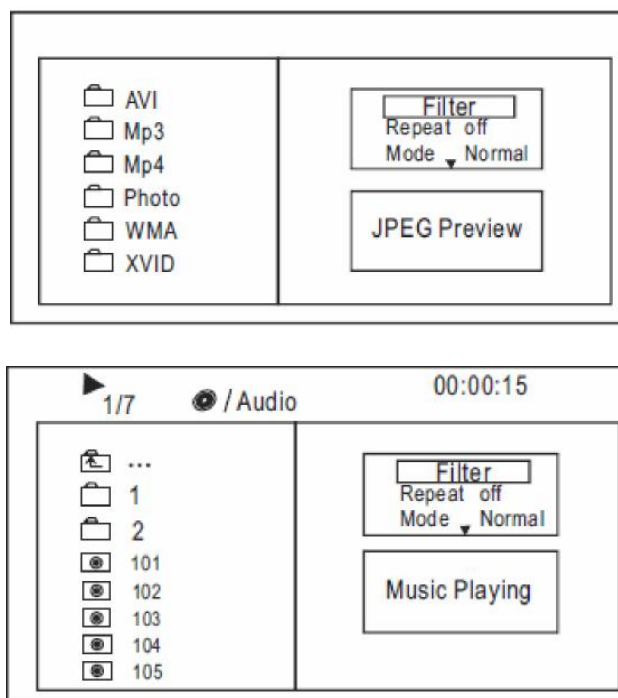 AVI
Mp3
Mp4
Photo
WMA
XVID
Filter
Repeat off
Mode Normal
JPEG Preview
1/7 / Audio 00:00:15
...
1
2
101
102
103
104
105
Filter
Repeat off
Mode Normal
Music Playing